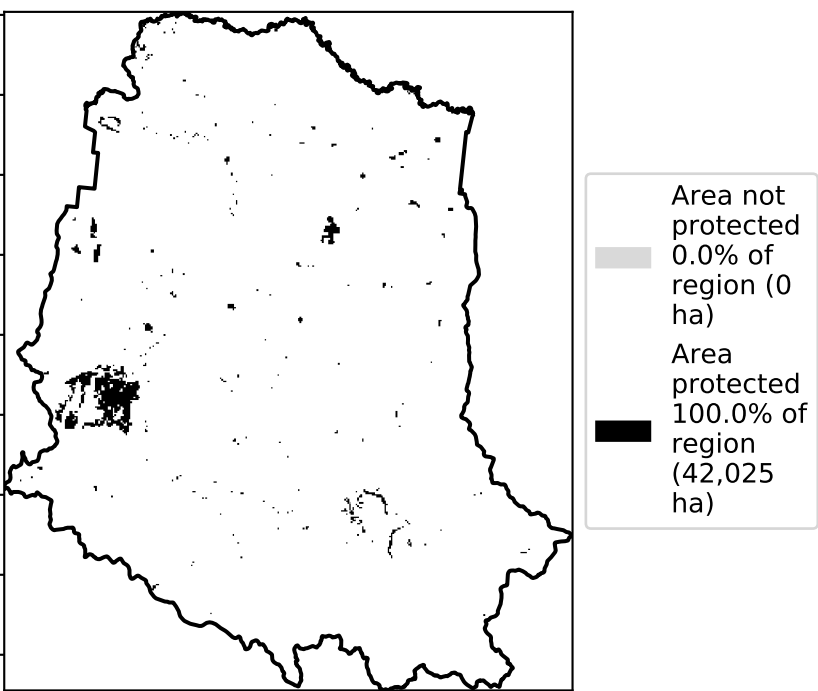 Area not
protected
0.0% of
region (0
ha)
Area
protected
100.0% of
region
(42,025
ha)